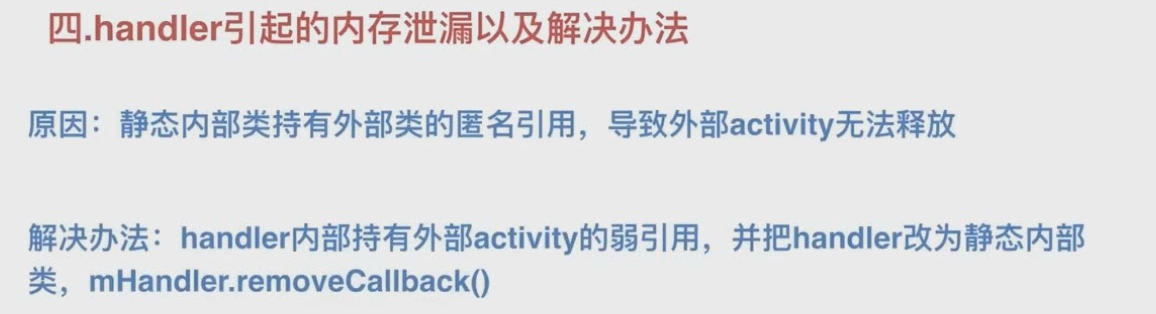 四.handler引起的内存泄漏以及解决办法
原因：静态内部类持有外部类的匿名引用，导致外部activity无法释放
解决办法：handler内部持有外部activity的弱引用，并把handler改为静态内部
类，mHandler.removeCallback()